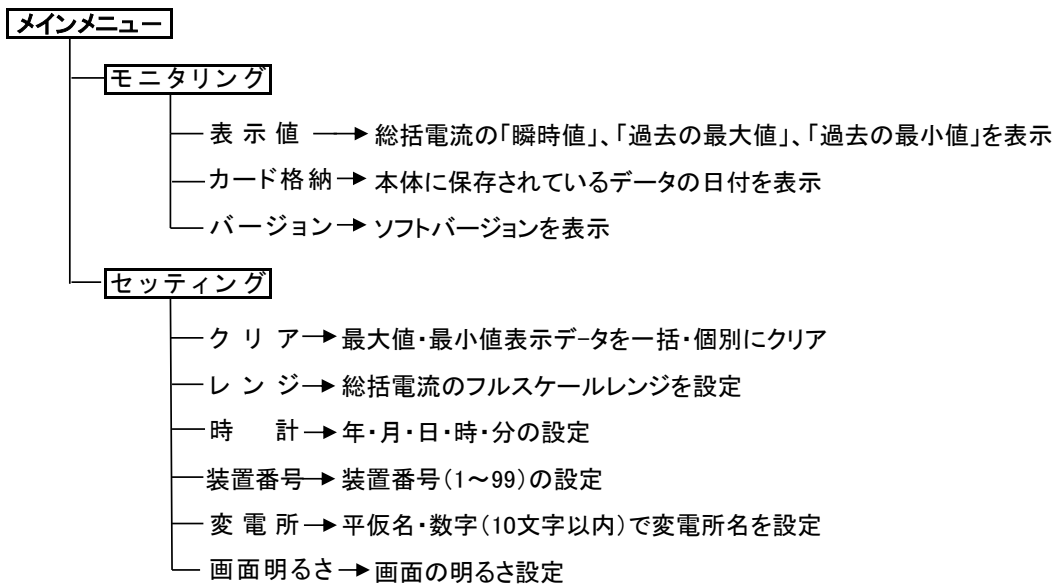 メインメニュー
モニタリング
表示値 → 総括電流の「瞬時値」、「過去の最大値」、「過去の最小値」を表示
カード格納 → 本体に保存されているデータの日付を表示
バージョン → ソフトバージョンを表示
セッティング
クリア → 最大値・最小値表示デ-タを一括・個別にクリア
レンジ → 総括電流のフルスケールレンジを設定
時計 → 年・月・日・時・分の設定
装置番号 → 装置番号(1～99)の設定
変電所 → 平仮名・数字(10文字以内)で変電所名を設定
画面明るさ → 画面の明るさ設定